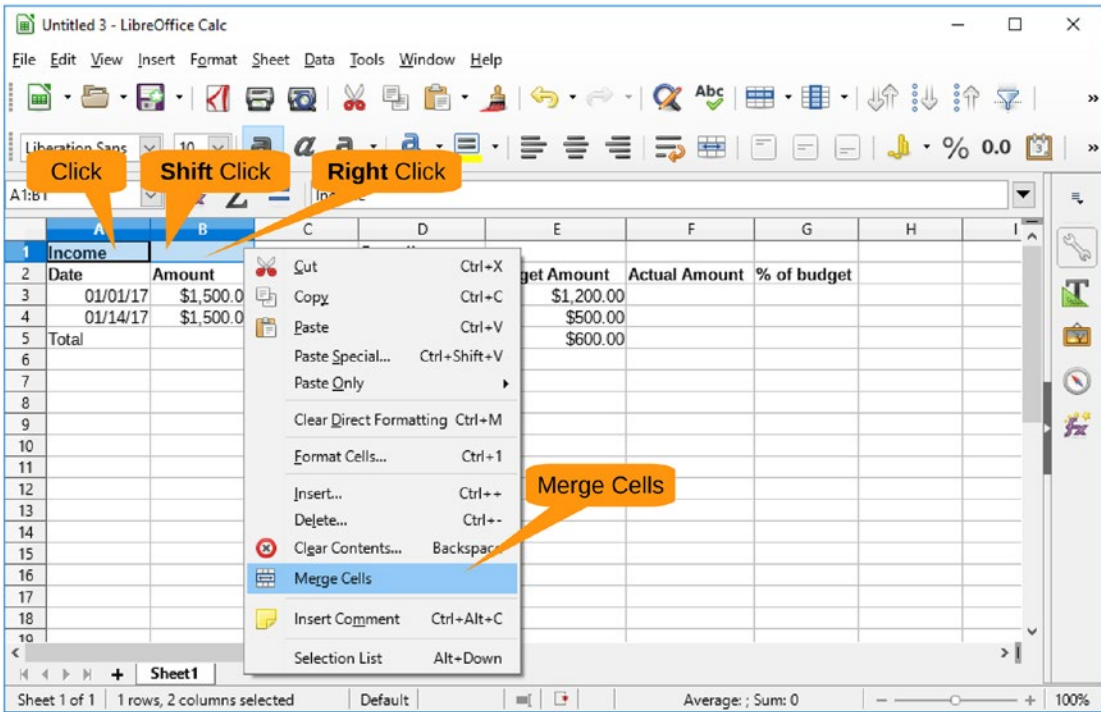 Untitled 3 - LibreOffice Calc
File Edit View Insert Format Sheet Data Tools Window Help
Abc
Liberation Sans 10 a a a a % 0.0
Click Shift Click Right Click
A1:B1
A B C D E F G H I
1 Income
2 Date Amount get Amount Actual Amount % of budget
3 01/01/17 $1,500.0 $1,200.00
4 01/14/17 $1,500.0 $500.00
5 Total $600.00
6
7
8
9
10
11
12
13
14
15
16
17
18
19
Cut Ctrl+X
Copy Ctrl+C
Paste Ctrl+V
Paste Special... Ctrl+Shift+V
Paste Only
Clear Direct Formatting Ctrl+M
Format Cells... Ctrl+1
Insert... Ctrl++
Delete... Ctrl+-
Clear Contents... Backspace
Merge Cells
Insert Comment Ctrl+Alt+C
Selection List Alt+Down
Merge Cells
Sheet1
Sheet 1 of 1 1 rows, 2 columns selected Default Average: ; Sum: 0 100%